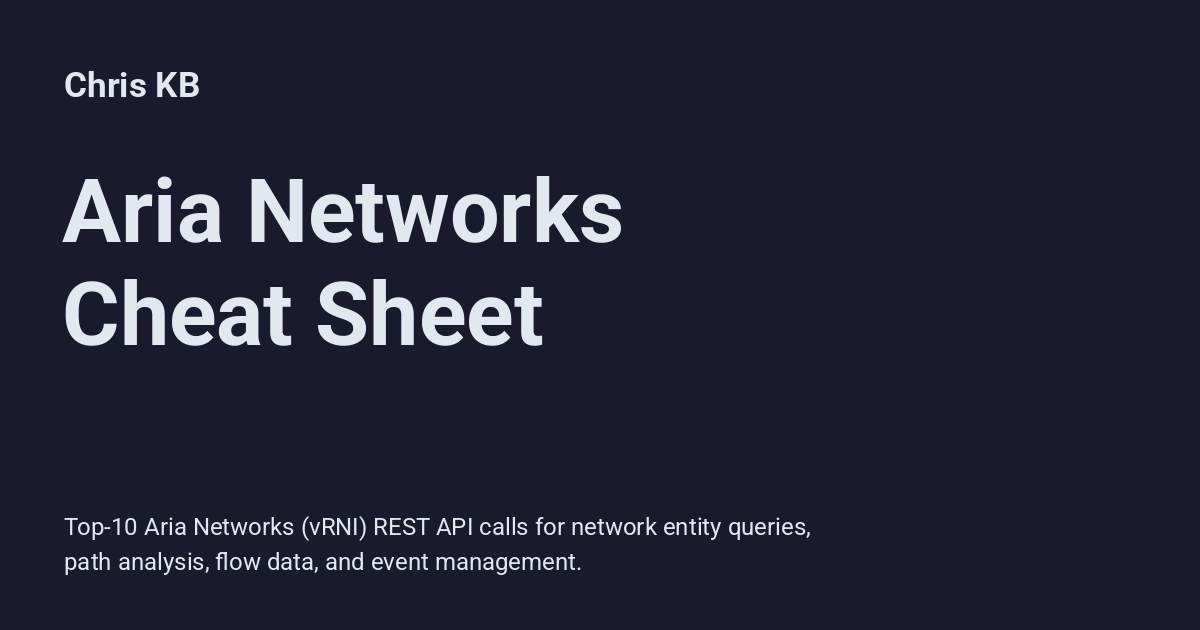 Chris KB
Aria Networks
Cheat Sheet
Top-10 Aria Networks (vRNI) REST API calls for network entity queries,
path analysis, flow data, and event management.